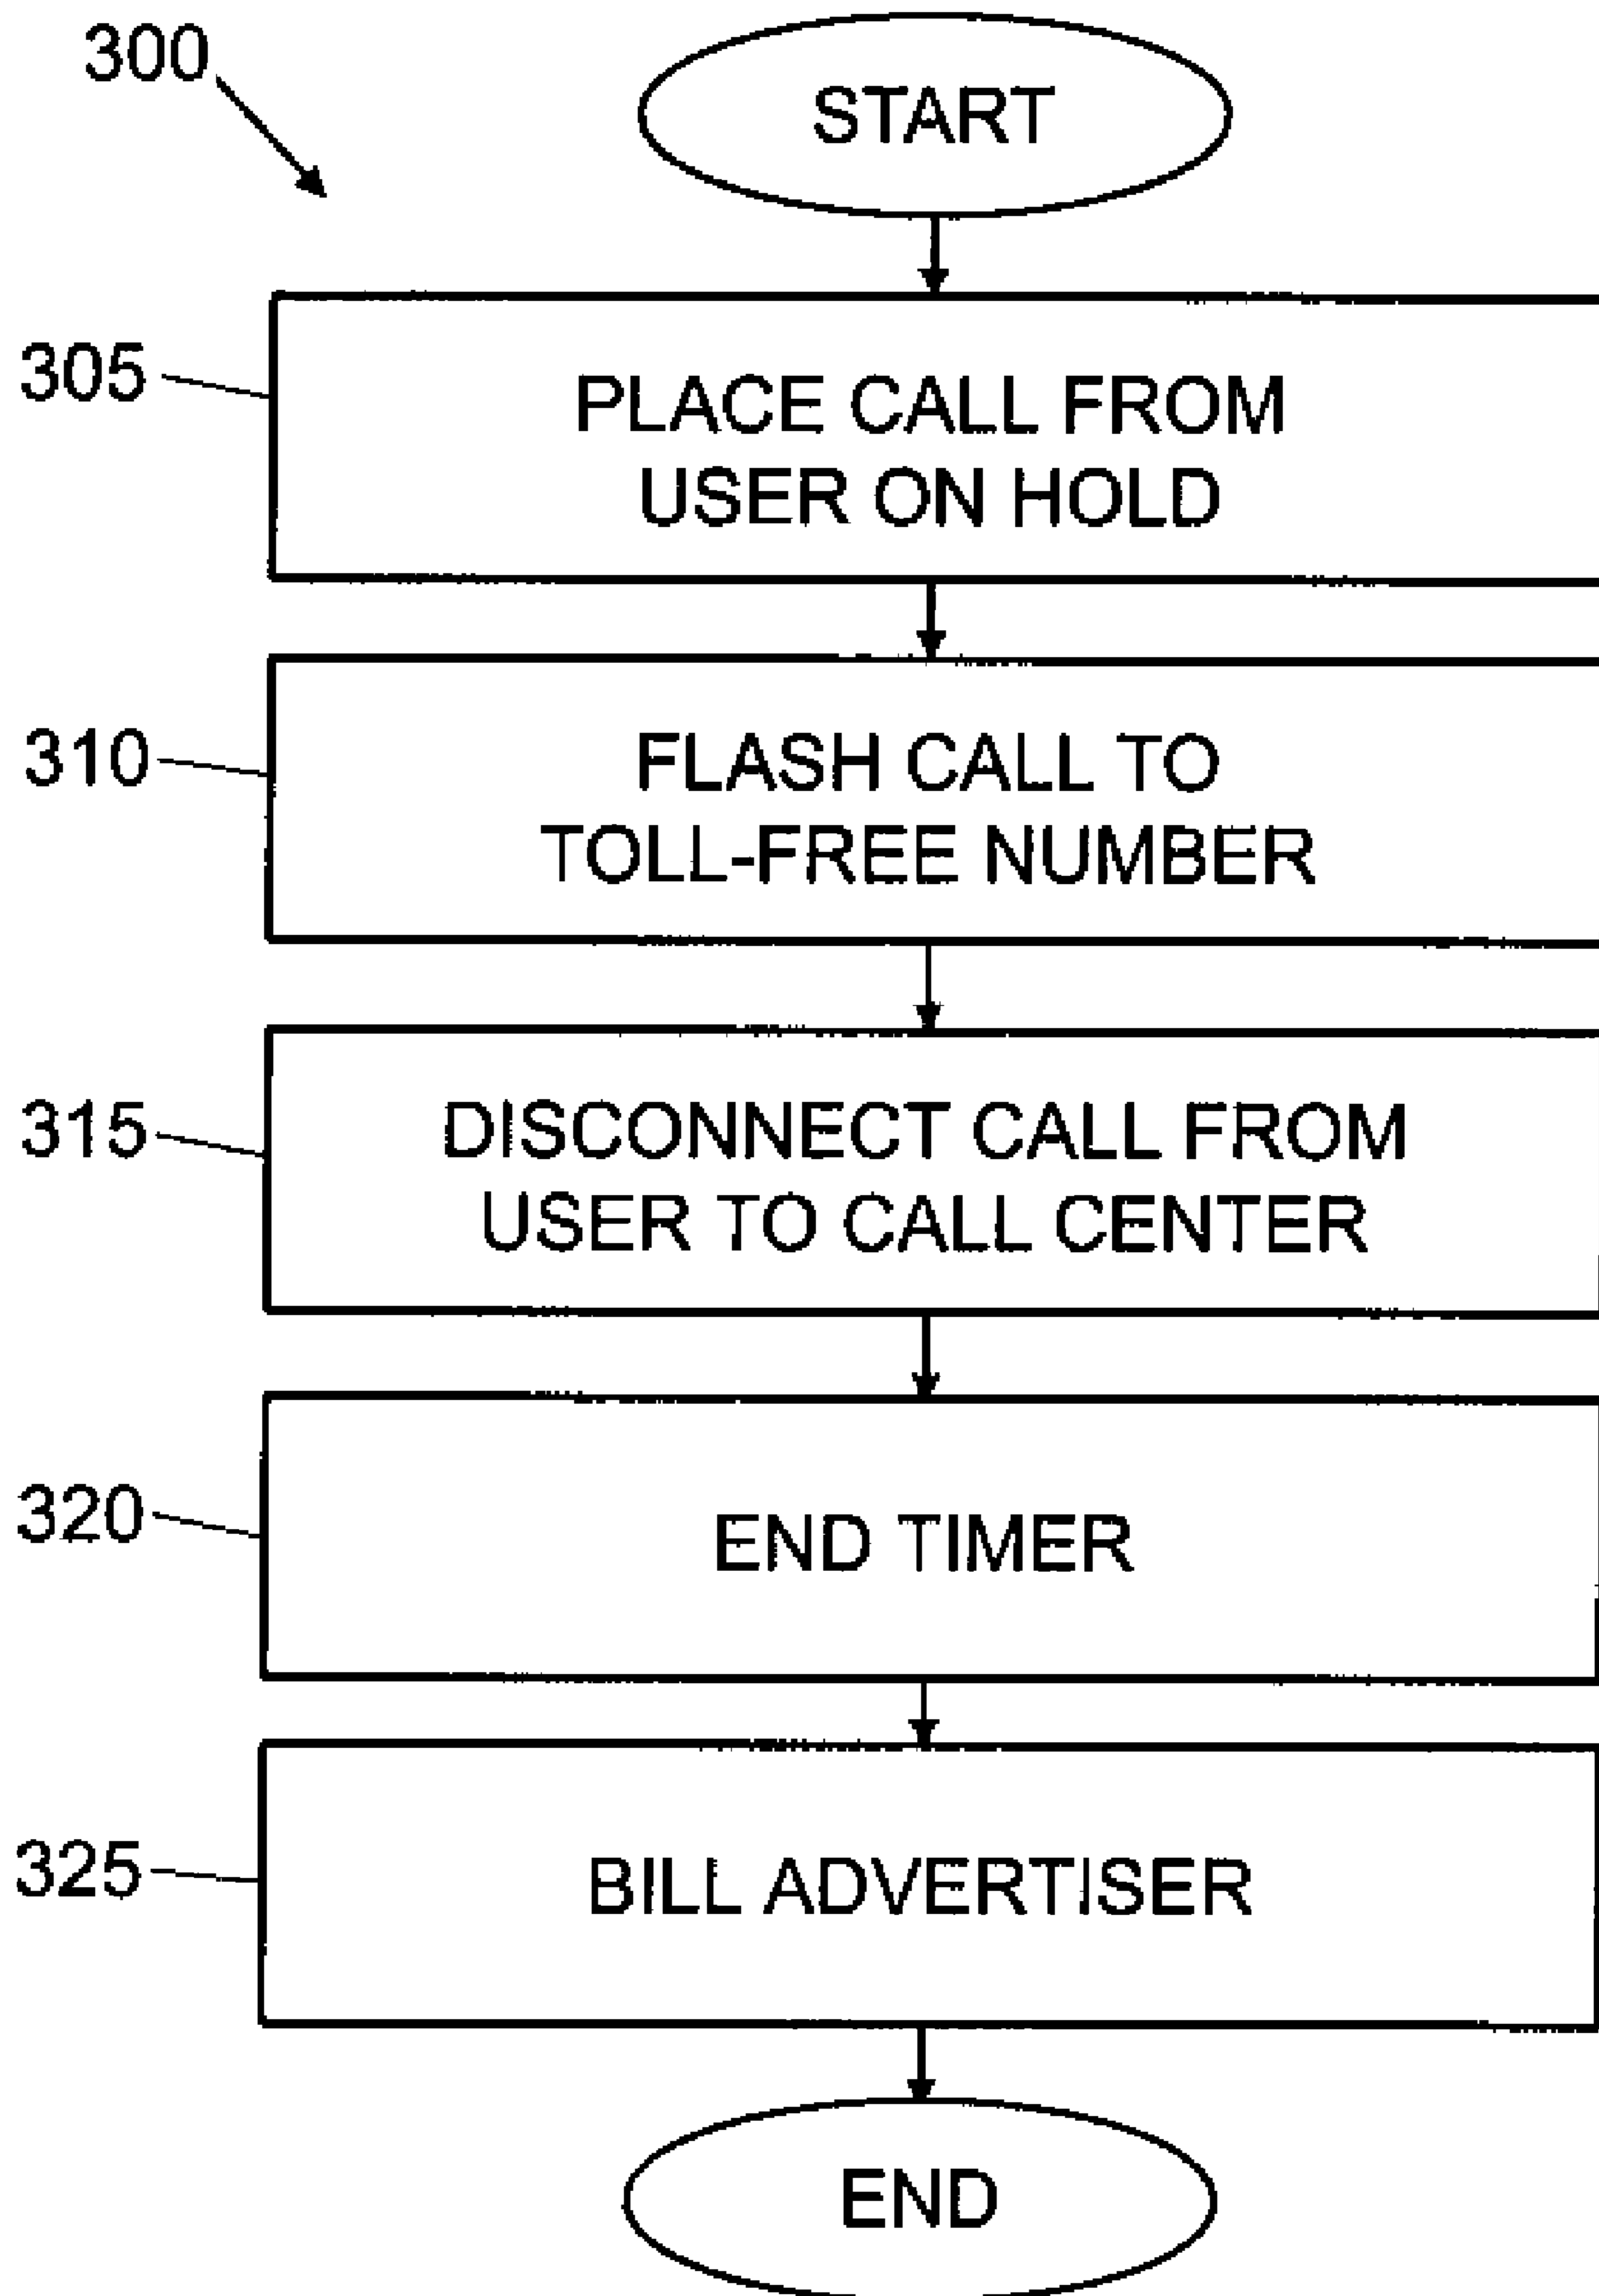 300
START
305
PLACE CALL FROM
USER ON HOLD
310
FLASH CALL TO
TOLL-FREE NUMBER
315
DISCONNECT CALL FROM
USER TO CALL CENTER
320
END TIMER
325
BILL ADVERTISER
END